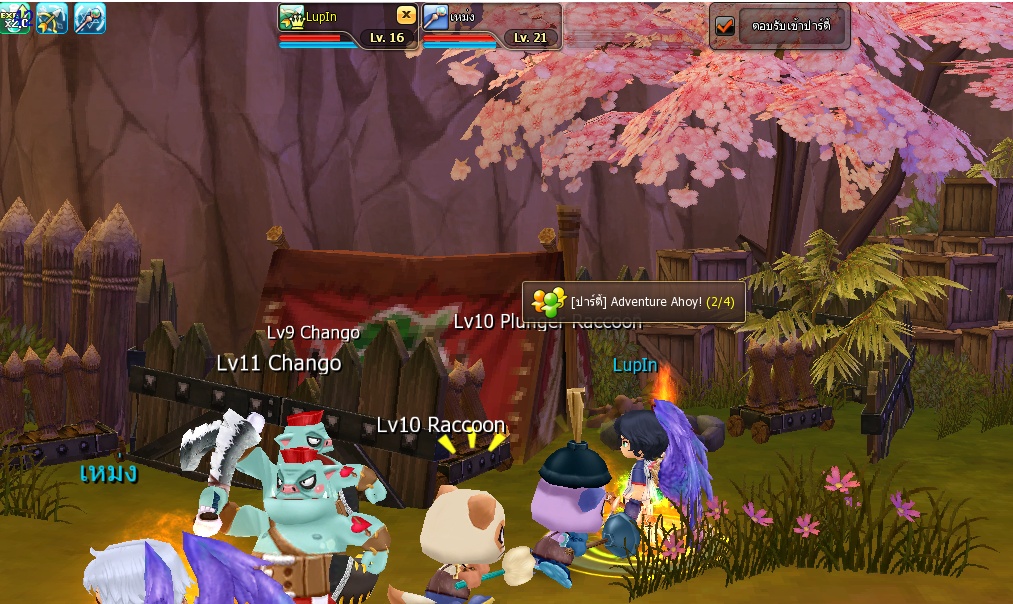 LupIn
Lv. 16
เหม่ง
Lv. 21
ตอบรับเข้าปาร์ตี้
[ปาร์ตี้] Adventure Ahoy! (2/4)
Lv10 Plunger Raccoon
Lv9 Chango
Lv11 Chango
LupIn
Lv10 Raccoon
เหม่ง